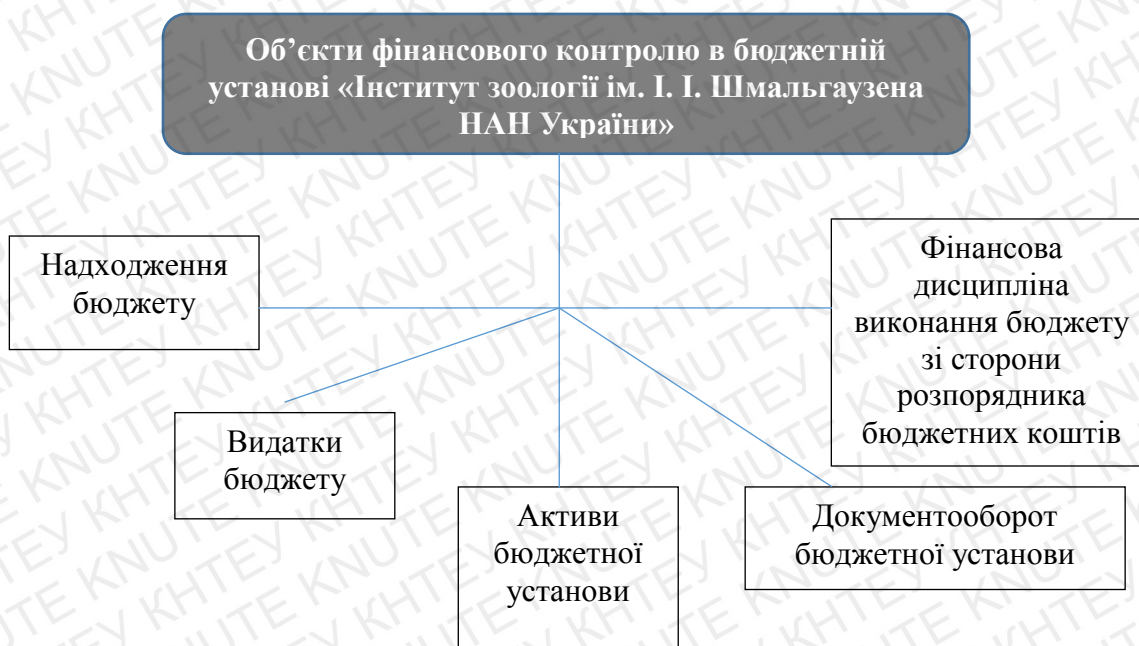 Об’єкти фінансового контролю в бюджетній
установі «Інститут зоології ім. І. І. Шмальгаузена
НАН України»
Надходження
бюджету
Видатки
бюджету
Активи
бюджетної
установи
Документооборот
бюджетної установи
Фінансова
дисципліна
виконання бюджету
зі сторони
розпорядника
бюджетних коштів